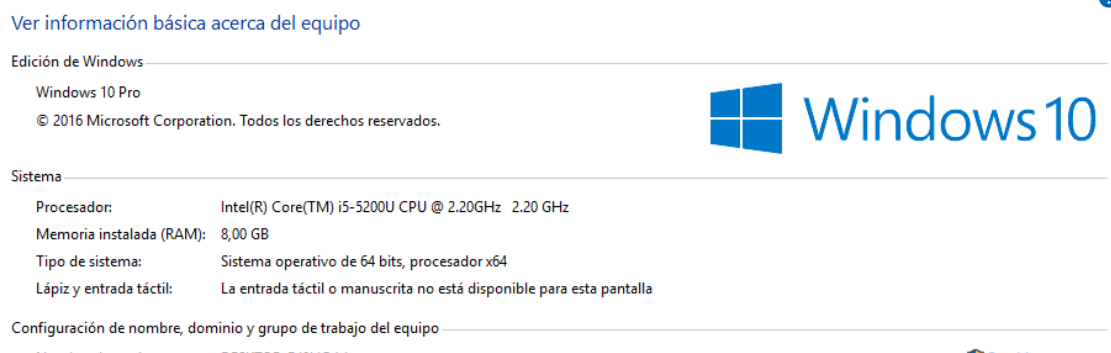 Ver información básica acerca del equipo
Edición de Windows
Windows 10 Pro
© 2016 Microsoft Corporation. Todos los derechos reservados.
Windows 10
Sistema
Procesador: Intel(R) Core(TM) i5-5200U CPU @ 2.20GHz 2.20 GHz
Memoria instalada (RAM): 8,00 GB
Tipo de sistema: Sistema operativo de 64 bits, procesador x64
Lápiz y entrada táctil: La entrada táctil o manuscrita no está disponible para esta pantalla
Configuración de nombre, dominio y grupo de trabajo del equipo